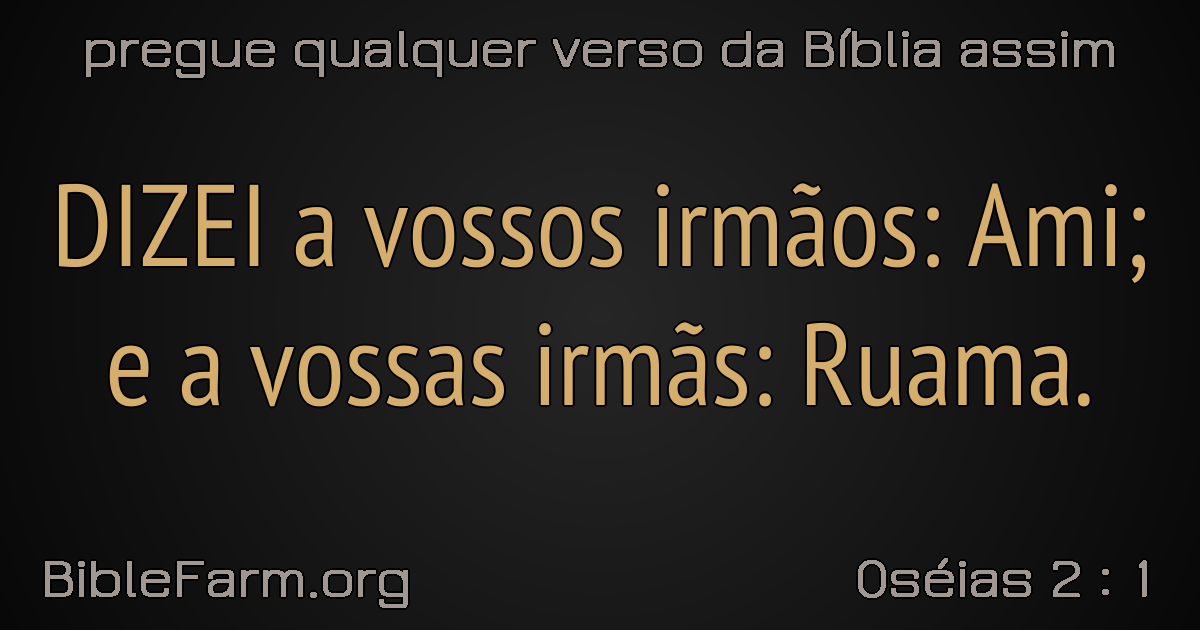 pregue qualquer verso da Bíblia assim
DIZEI a vossos irmãos: Ami;
e a vossas irmãs: Ruama.
BibleFarm.org
Oséias 2 : 1